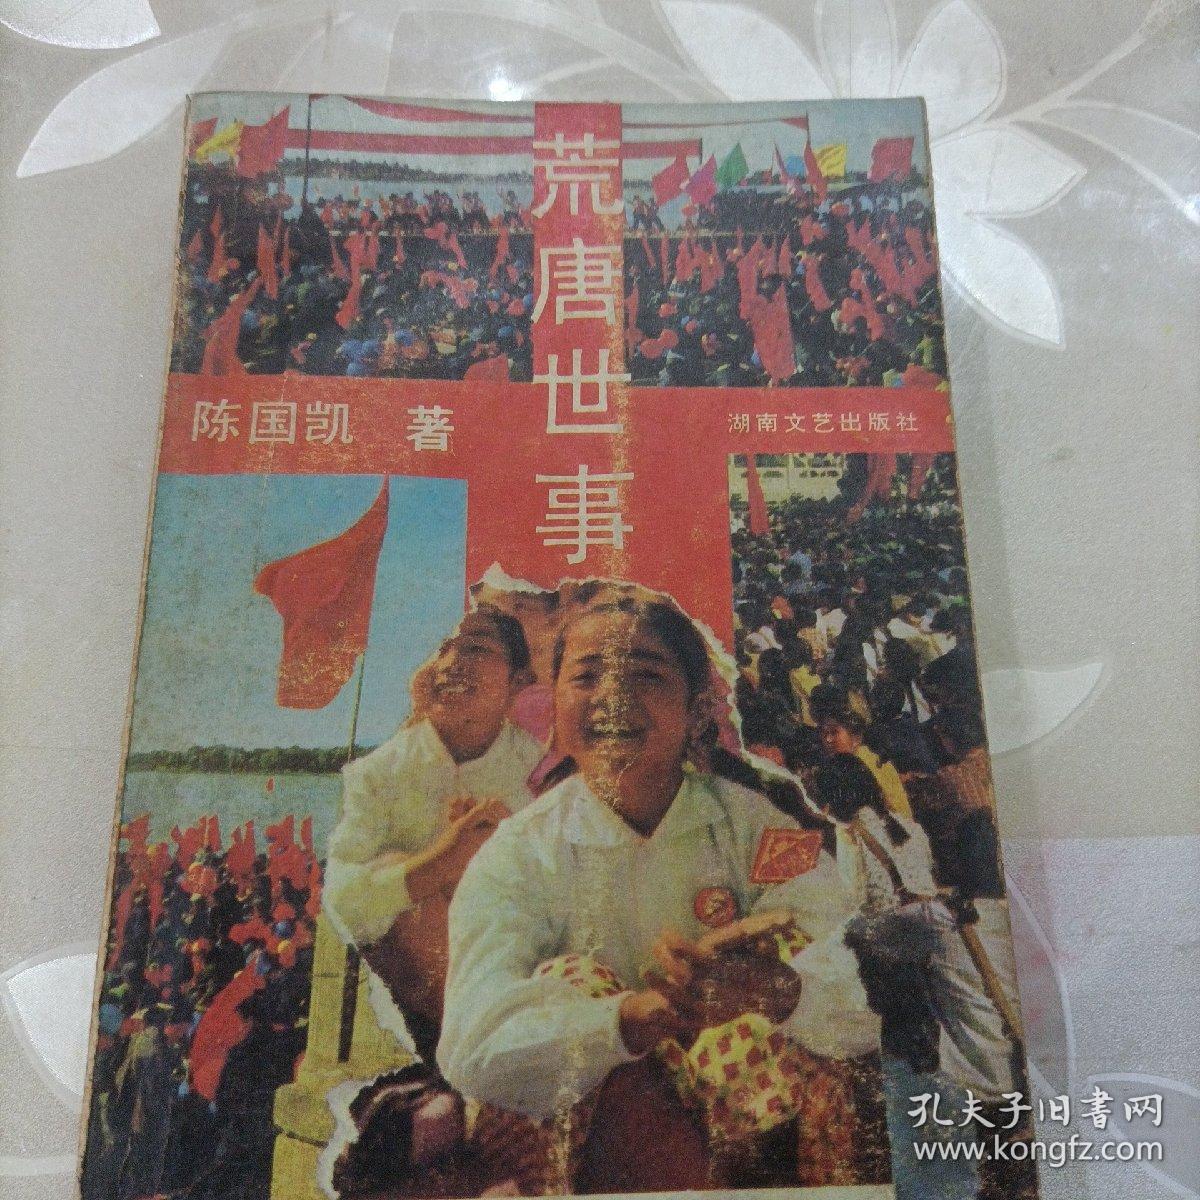 荒唐世事
陈国凯 著
湖南文艺出版社
孔夫子旧书网
www.kongfz.com